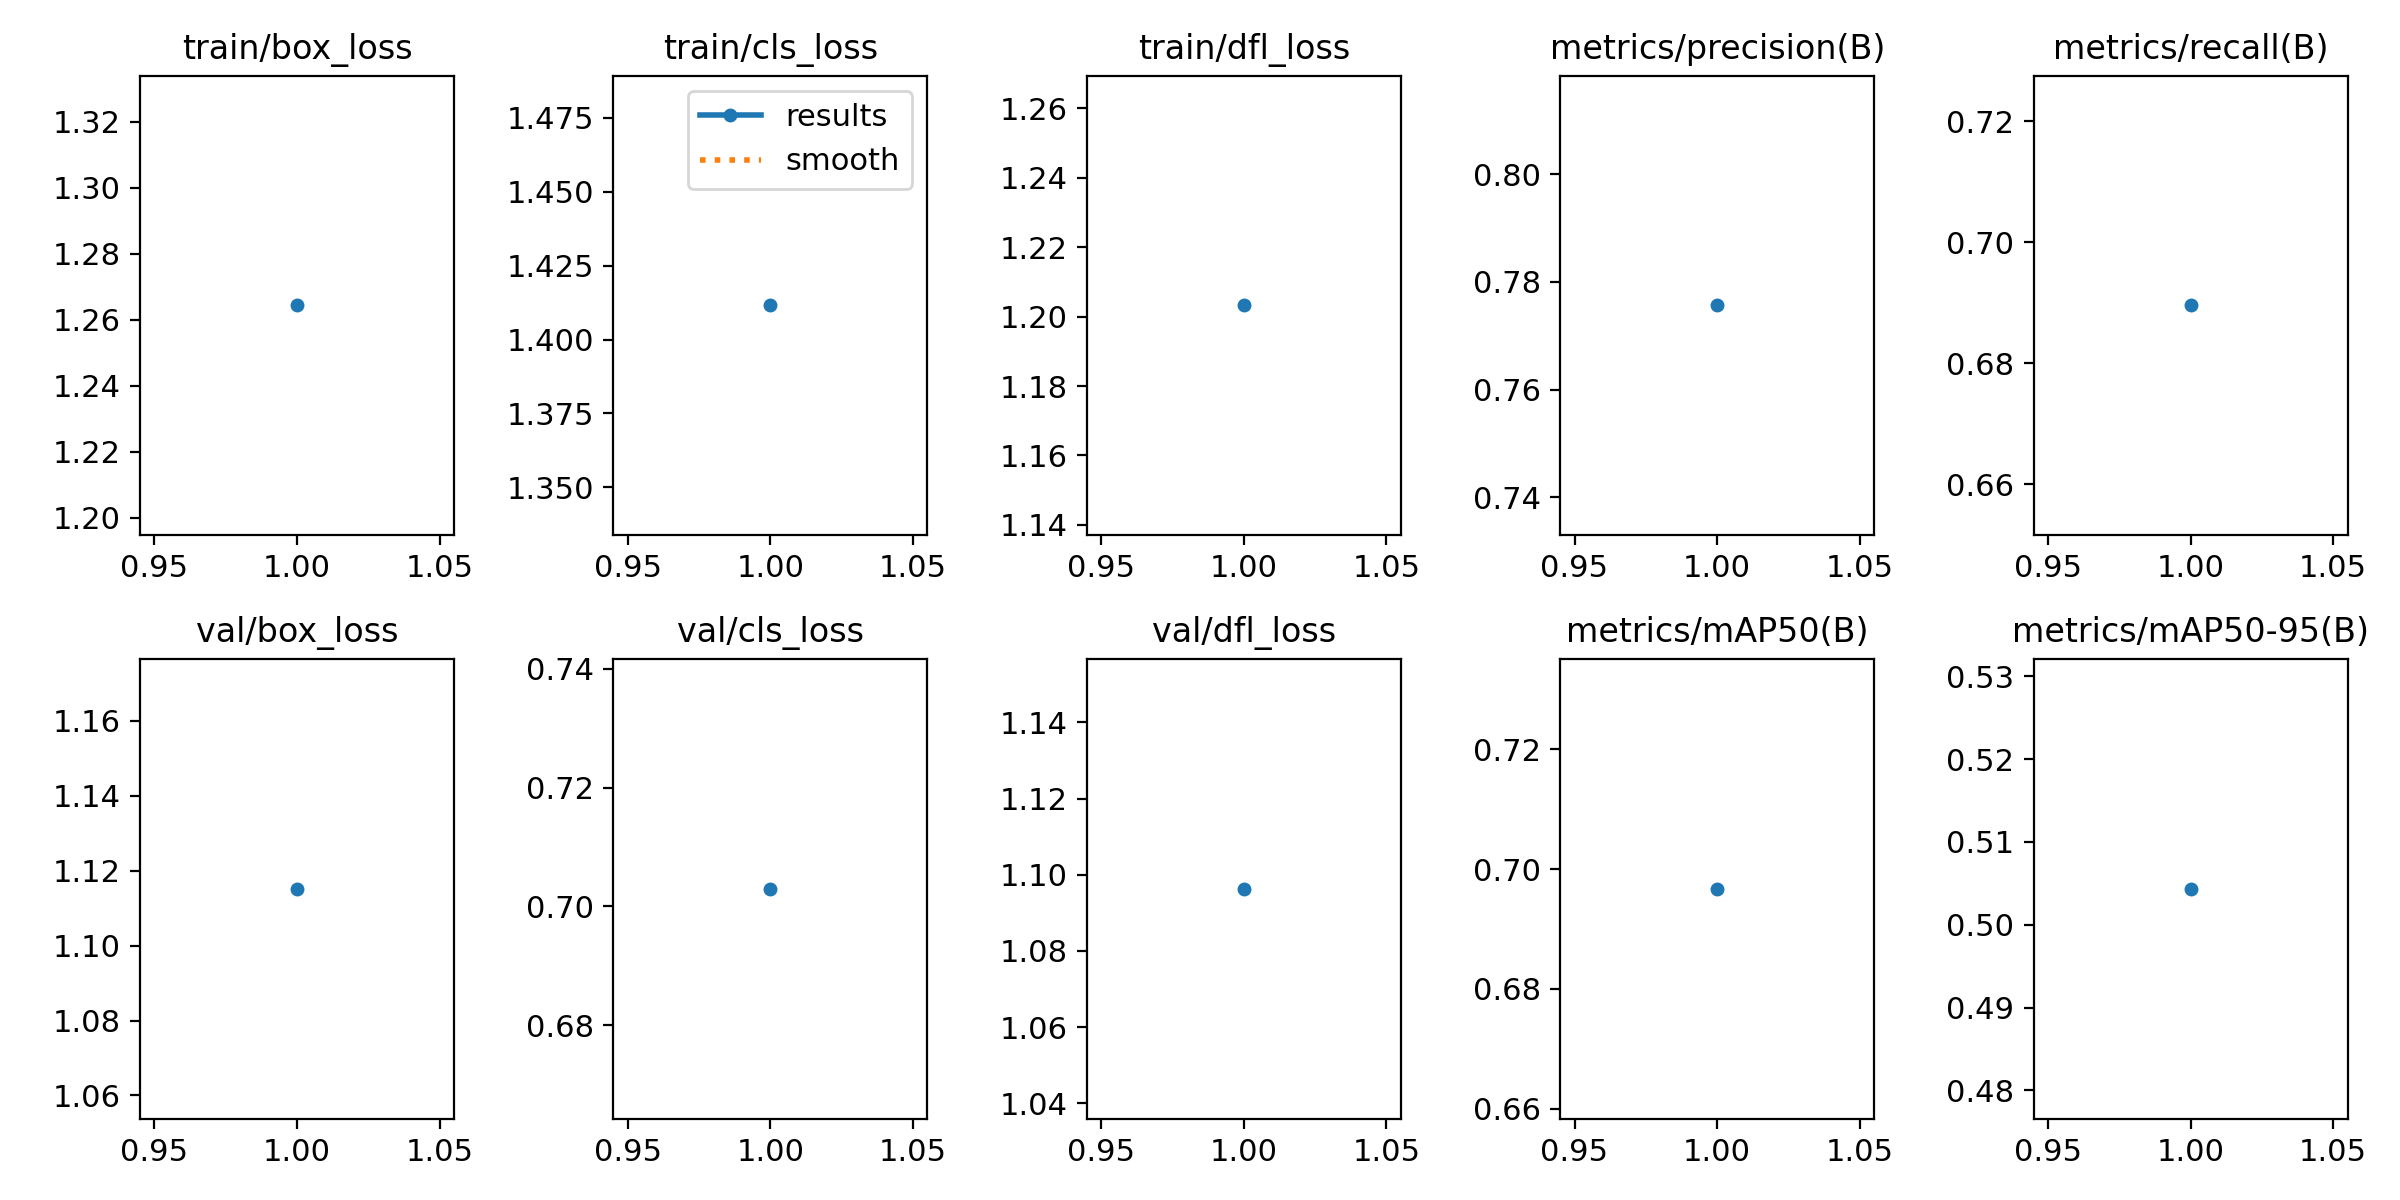 train/box_loss
1.32
1.30
1.28
1.26
1.24
1.22
1.20
0.95 1.00 1.05
train/cls_loss
results
smooth
1.475
1.450
1.425
1.400
1.375
1.350
0.95 1.00 1.05
train/dfl_loss
1.26
1.24
1.22
1.20
1.18
1.16
1.14
0.95 1.00 1.05
metrics/precision(B)
0.80
0.78
0.76
0.74
0.95 1.00 1.05
metrics/recall(B)
0.72
0.70
0.68
0.66
0.95 1.00 1.05
val/box_loss
1.16
1.14
1.12
1.10
1.08
1.06
0.95 1.00 1.05
val/cls_loss
0.74
0.72
0.70
0.68
0.95 1.00 1.05
val/dfl_loss
1.14
1.12
1.10
1.08
1.06
1.04
0.95 1.00 1.05
metrics/mAP50(B)
0.72
0.70
0.68
0.66
0.95 1.00 1.05
metrics/mAP50-95(B)
0.53
0.52
0.51
0.50
0.49
0.48
0.95 1.00 1.05